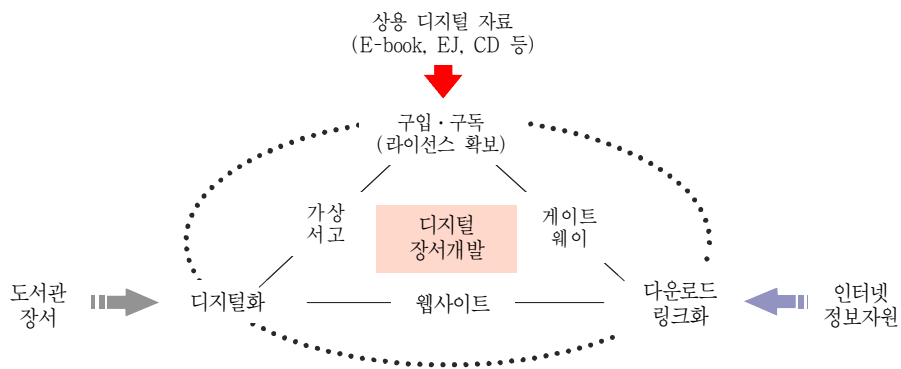 상용 디지털 자료
(E-book, EJ, CD 등)
구입·구독
(라이선스 확보)
가상
서고
디지털
장서개발
게이트
웨이
도서관
장서
디지털화
웹사이트
다운로드
링크화
인터넷
정보자원